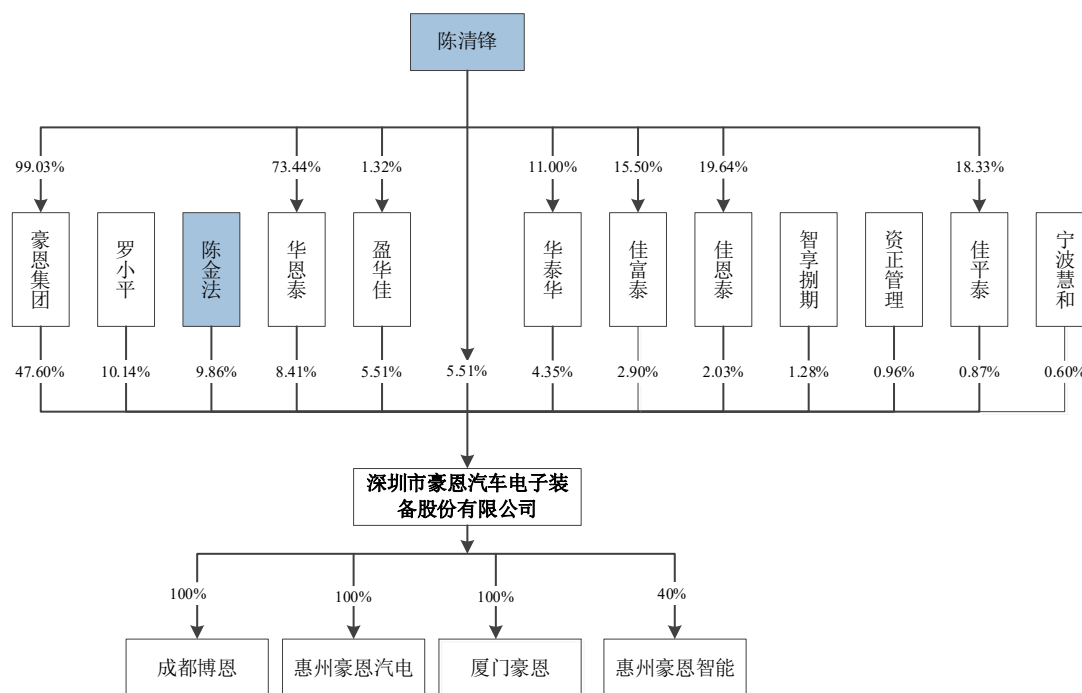 陈清锋
99.03%
73.44%
1.32%
11.00%
15.50%
19.64%
18.33%
豪恩集团
罗小平
陈金法
华恩泰
盈华佳
华泰华
佳富泰
佳恩泰
智享捌期
资正管理
佳平泰
宁波慧和
47.60%
10.14%
9.86%
8.41%
5.51%
5.51%
4.35%
2.90%
2.03%
1.28%
0.96%
0.87%
0.60%
深圳市豪恩汽车电子装
备股份有限公司
100%
100%
100%
40%
成都博恩
惠州豪恩汽电
厦门豪恩
惠州豪恩智能